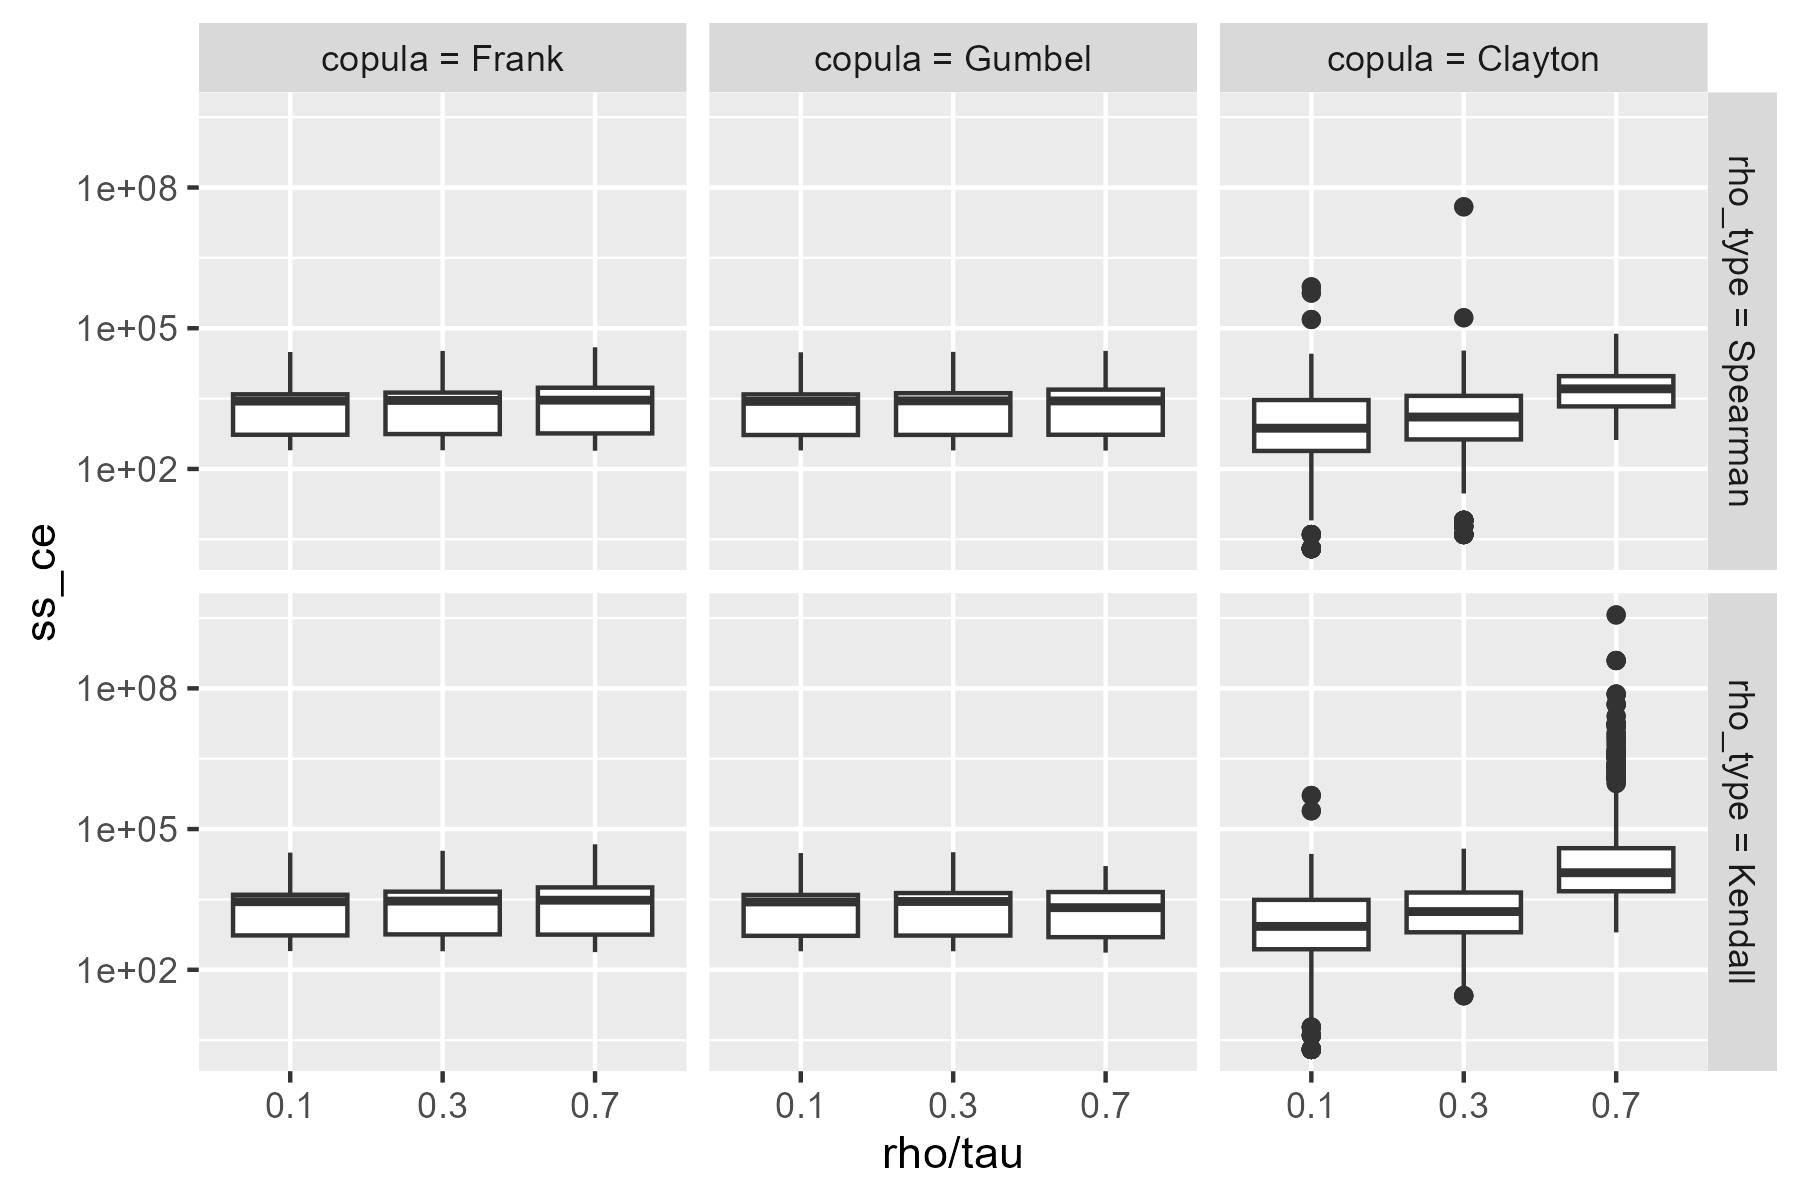 copula = Frank
copula = Gumbel
copula = Clayton
1e+08
1e+05
1e+02
rho_type = Spearman
ss_ce
1e+08
1e+05
1e+02
rho_type = Kendall
0.1 0.3 0.7
0.1 0.3 0.7
0.1 0.3 0.7
rho/tau